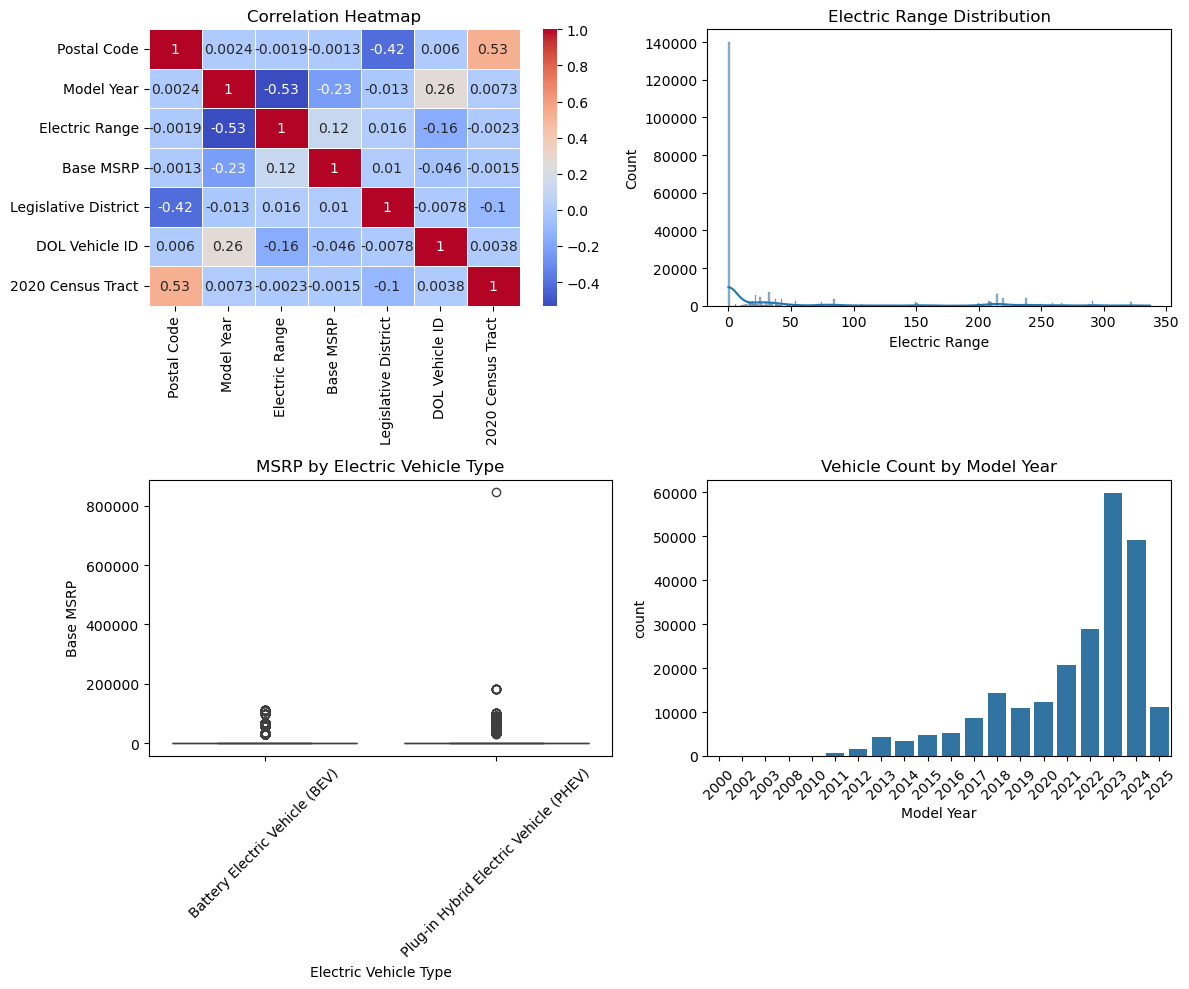 Correlation Heatmap
Postal Code 1 0.0024 -0.0019 -0.0013 -0.42 0.006 0.53
Model Year 0.0024 1 -0.53 -0.23 -0.013 0.26 0.0073
Electric Range -0.0019 -0.53 1 0.12 0.016 -0.16 -0.0023
Base MSRP -0.0013 -0.23 0.12 1 0.01 -0.046 -0.0015
Legislative District -0.42 -0.013 0.016 0.01 1 -0.0078 -0.1
DOL Vehicle ID 0.006 0.26 -0.16 -0.046 -0.0078 1 0.0038
2020 Census Tract 0.53 0.0073 -0.0023 -0.0015 -0.1 0.0038 1
Postal Code
Model Year
Electric Range
Base MSRP
Legislative District
DOL Vehicle ID
2020 Census Tract
1.0
0.8
0.6
0.4
0.2
0.0
−0.2
−0.4
Electric Range Distribution
140000
120000
100000
80000
60000
40000
20000
0
Count
0 50 100 150 200 250 300 350
Electric Range
MSRP by Electric Vehicle Type
800000
600000
400000
200000
0
Base MSRP
Battery Electric Vehicle (BEV)
Plug-in Hybrid Electric Vehicle (PHEV)
Electric Vehicle Type
Vehicle Count by Model Year
60000
50000
40000
30000
20000
10000
0
count
2000 2002 2003 2008 2010 2011 2012 2013 2014 2015 2016 2017 2018 2019 2020 2021 2022 2023 2024 2025
Model Year